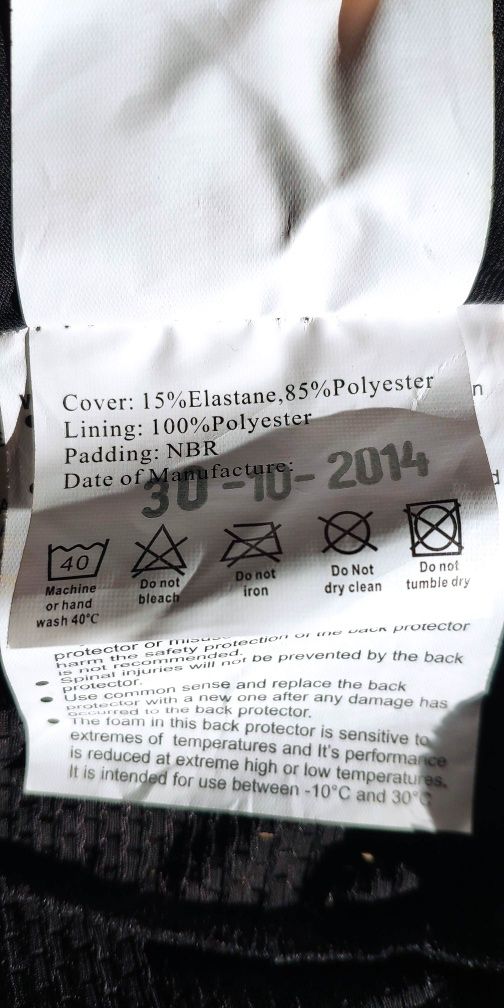 Cover: 15%Elastane,85%Polyester
Lining: 100%Polyester
Padding: NBR
Date of Manufacture:
30-10-2014
40
Machine
or hand
wash 40°C
Do not
bleach
Do not
iron
Do Not
dry clean
Do not
tumble dry
protector or of the back protector
harm the safety protection
is not recommended.
• Spinal injuries will not be prevented by the back
protector.
• Use common sense and replace the back
protector with a new one after any damage has
occurred to the back protector.
• The foam in this back protector is sensitive to
extremes of temperatures and It's performance
is reduced at extreme high or low temperatures.
It is intended for use between -10°C and 30°C